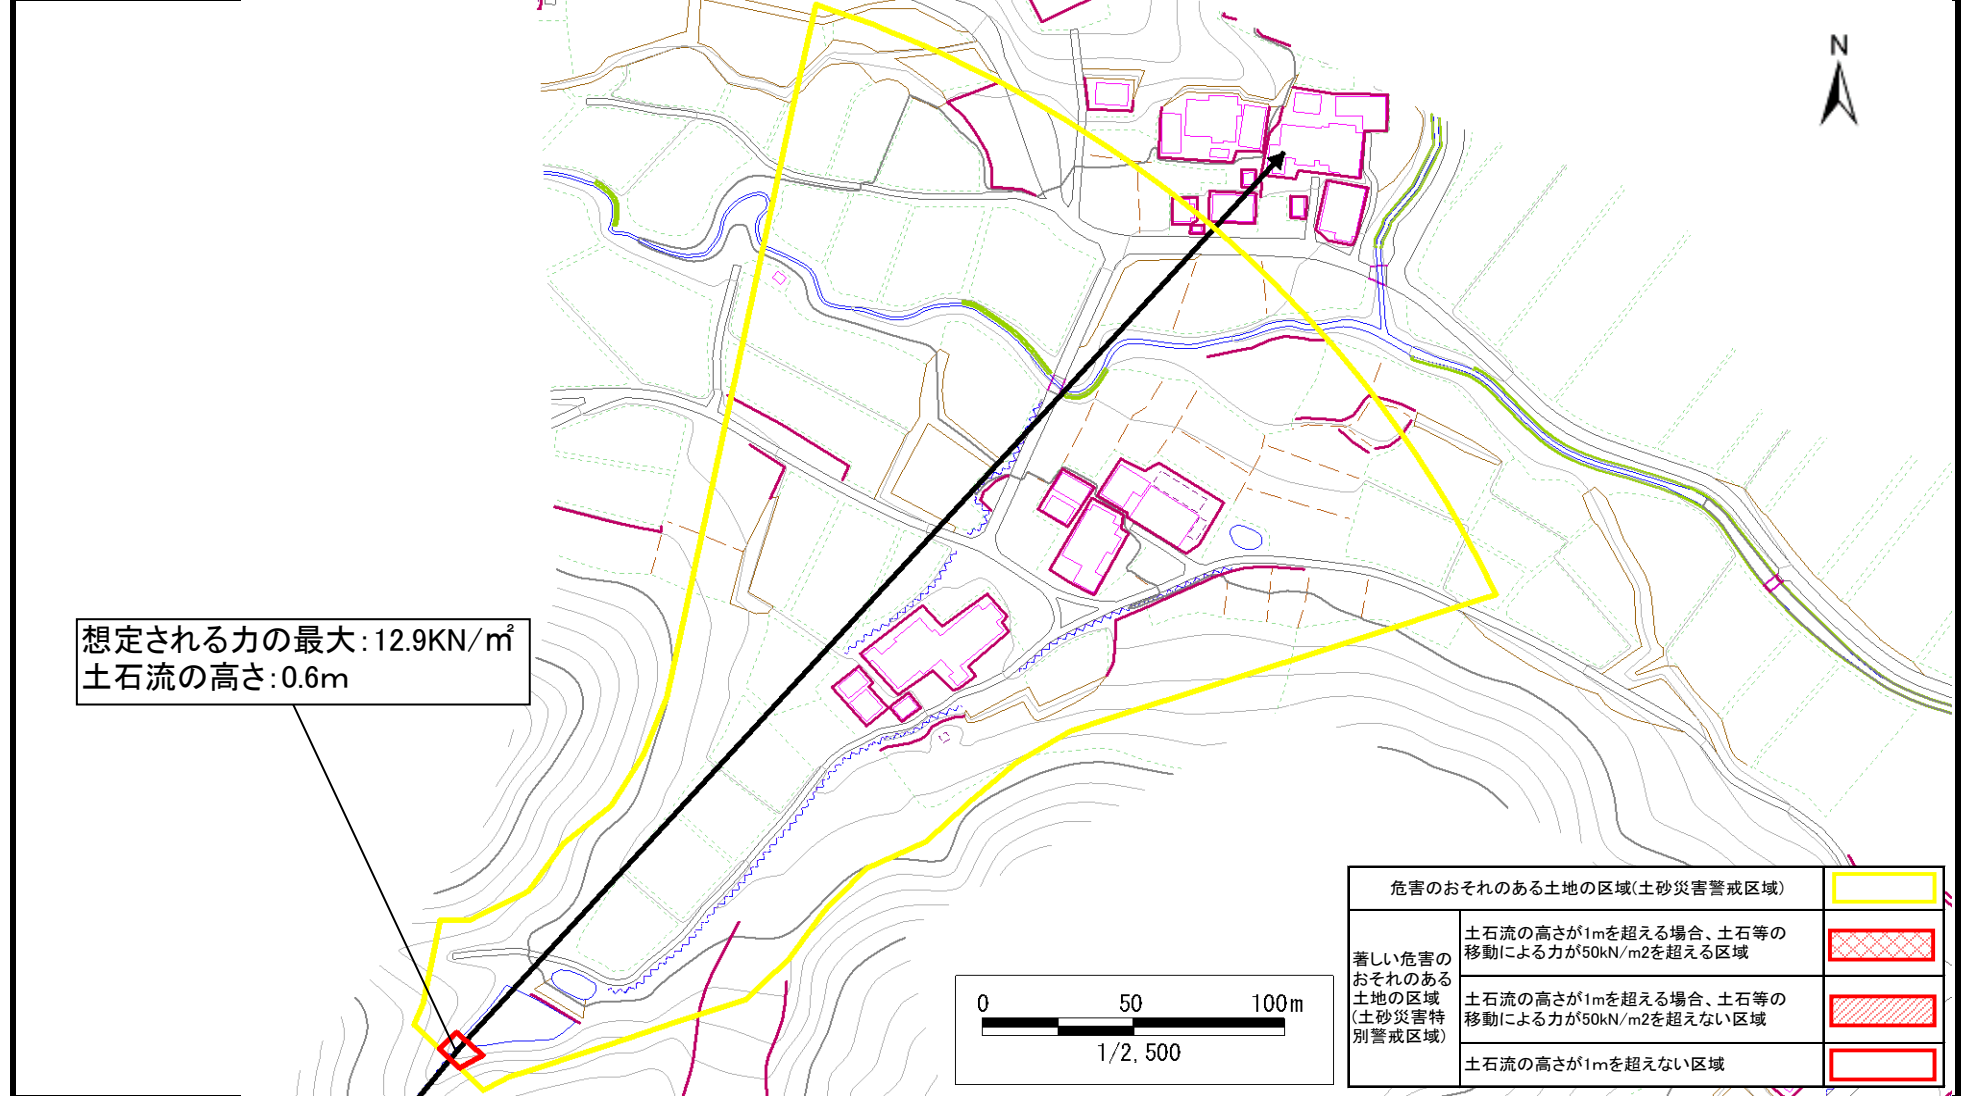 N
想定される力の最大:12.9KN/㎡
土石流の高さ:0.6m
0 50 100m
1/2,500
危害のおそれのある土地の区域(土砂災害警戒区域)
著しい危害の
おそれのある
土地の区域
(土砂災害特
別警戒区域)
土石流の高さが1mを超える場合、土石等の
移動による力が50kN/m2を超える区域
土石流の高さが1mを超える場合、土石等の
移動による力が50kN/m2を超えない区域
土石流の高さが1mを超えない区域